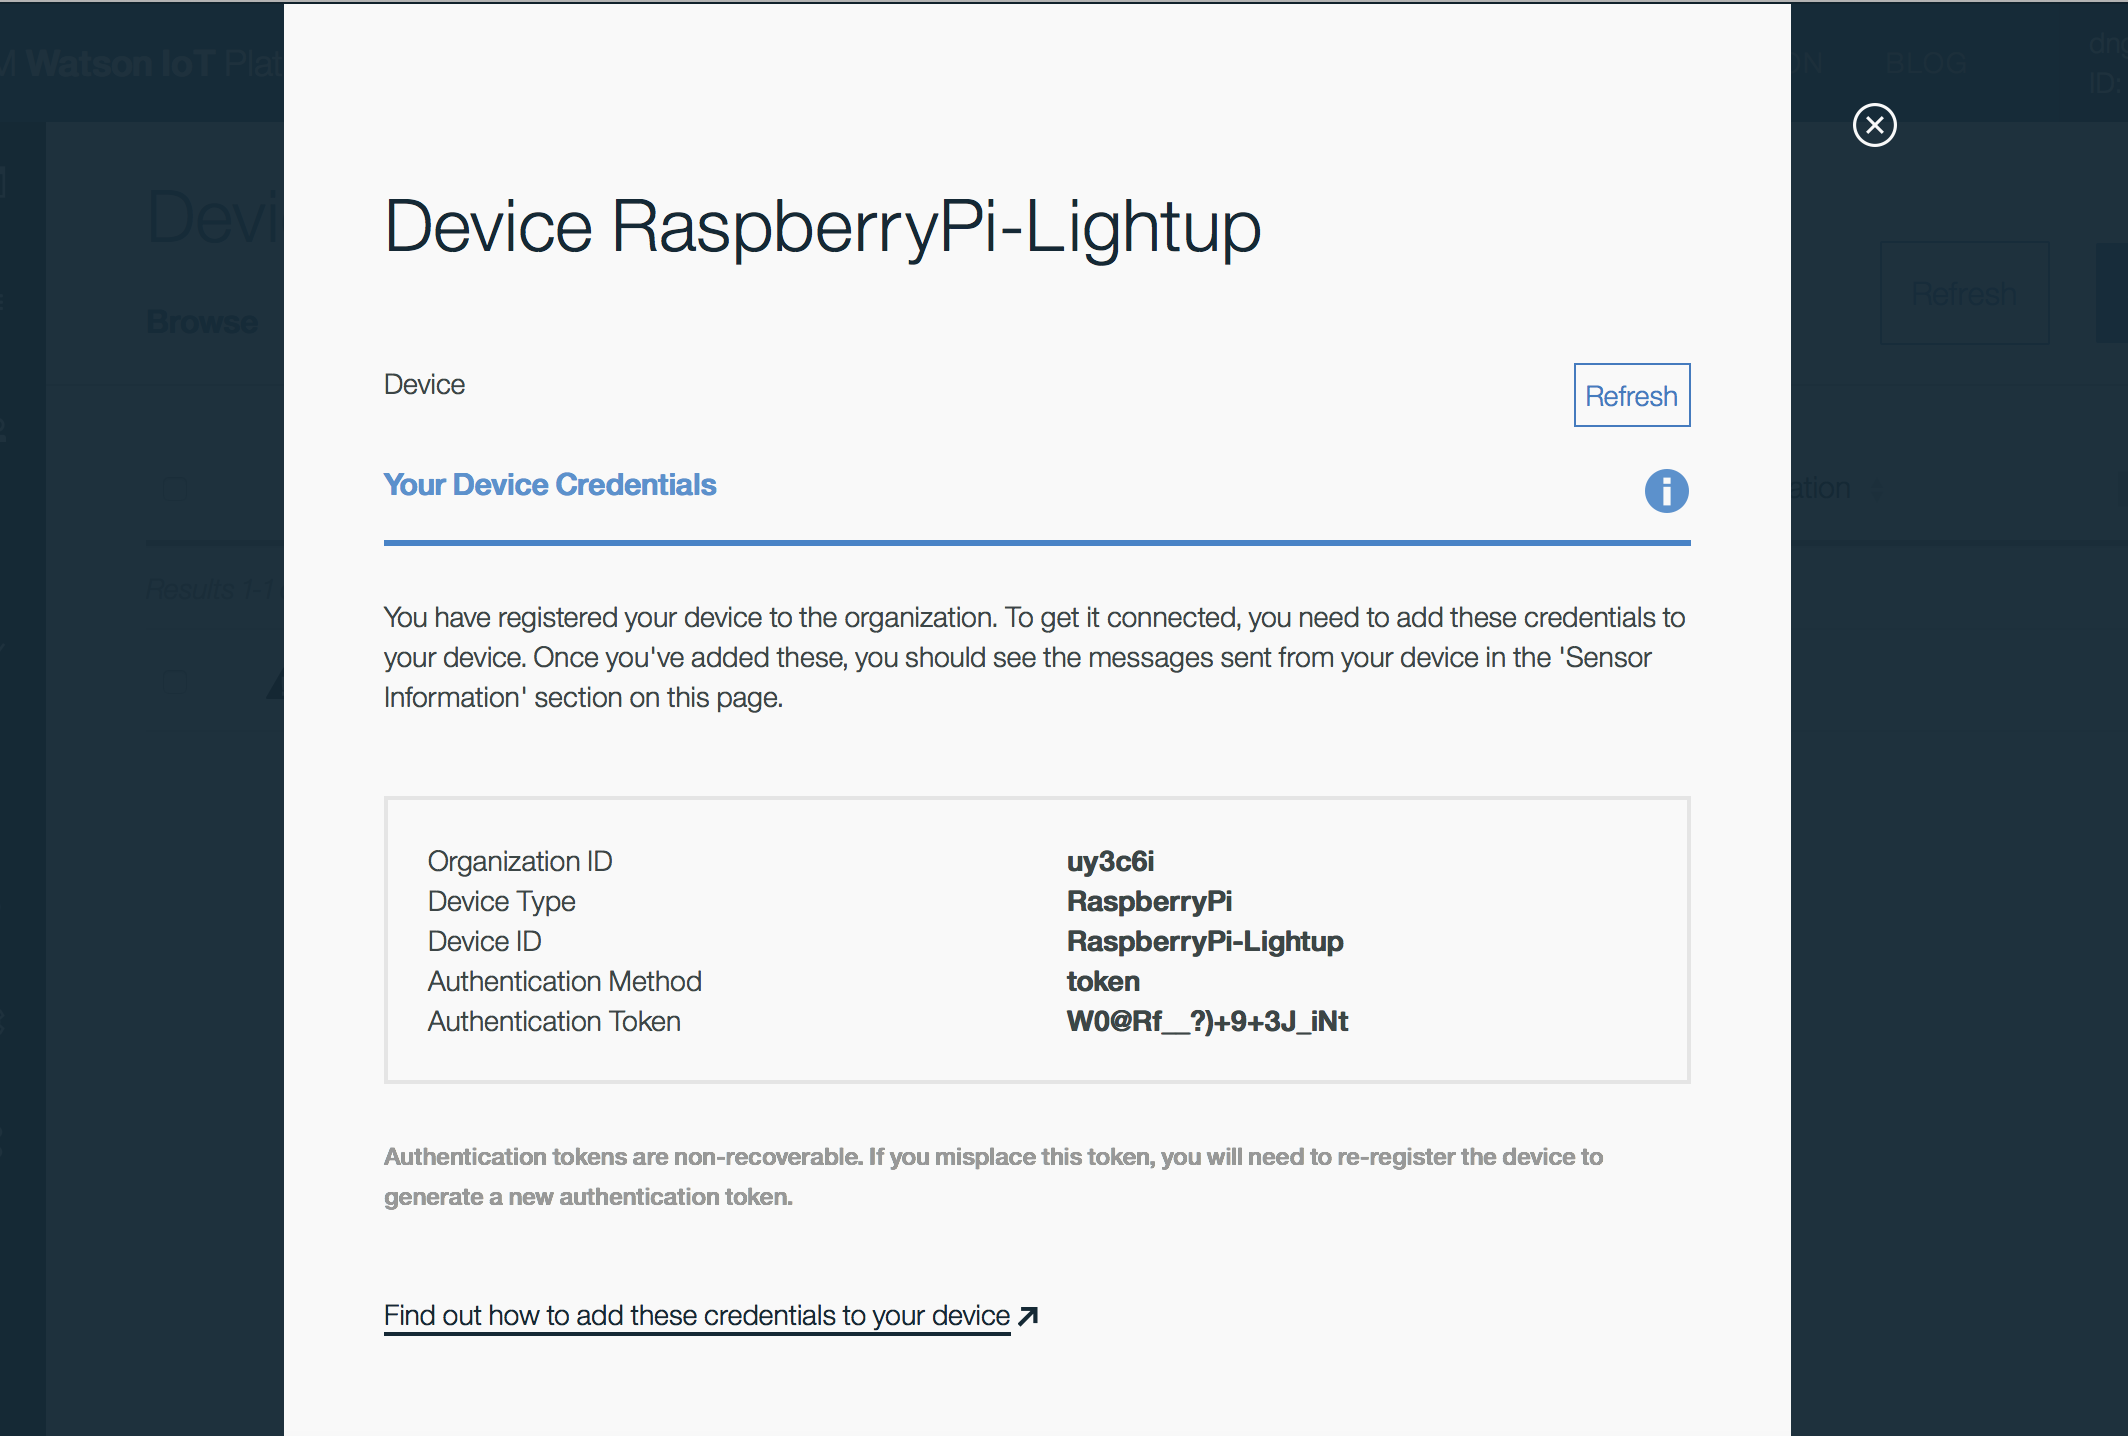 M Watson IoT Plat
ON
BLOG
dng
ID:
Devi
Refresh
Browse
ation
Results 1-1
Device RaspberryPi-Lightup
Device
Refresh
Your Device Credentials
You have registered your device to the organization. To get it connected, you need to add these credentials to
your device. Once you've added these, you should see the messages sent from your device in the 'Sensor
Information' section on this page.
Organization ID uy3c6i
Device Type RaspberryPi
Device ID RaspberryPi-Lightup
Authentication Method token
Authentication Token W0@Rf__?)+9+3J_iNt
Authentication tokens are non-recoverable. If you misplace this token, you will need to re-register the device to
generate a new authentication token.
Find out how to add these credentials to your device